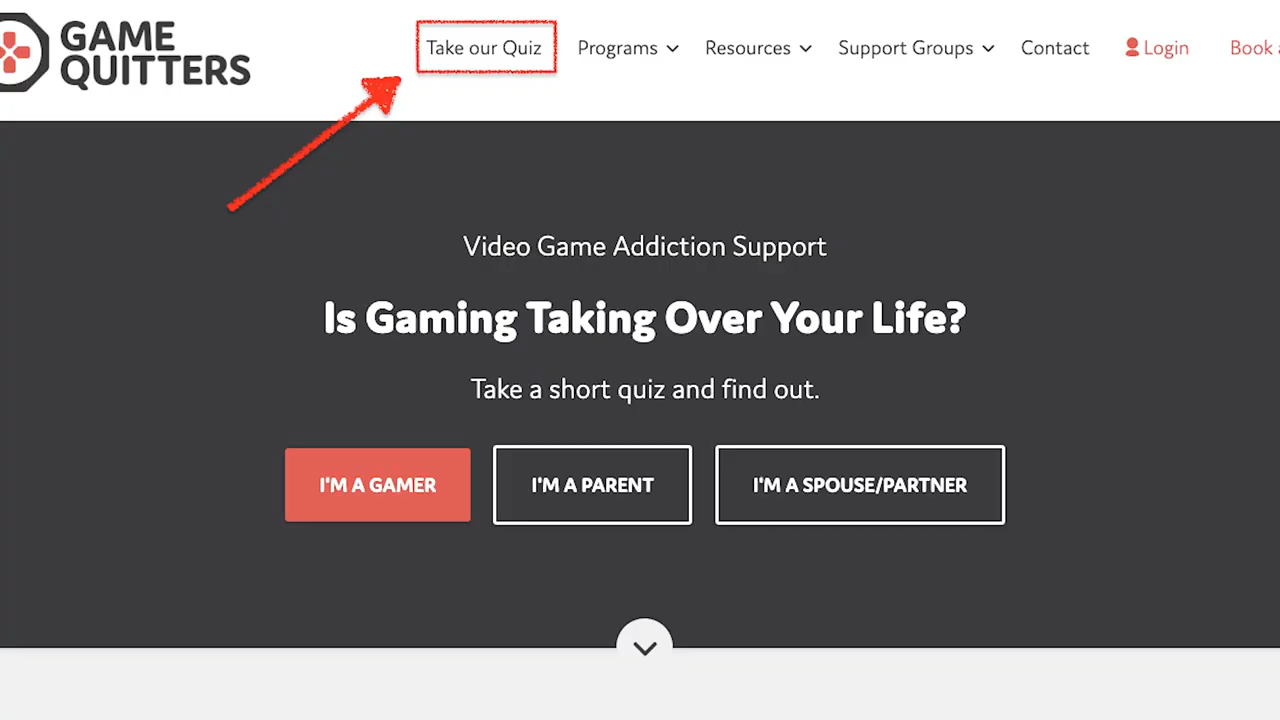 GAME
QUITTERS
Take our Quiz
Programs
Resources
Support Groups
Contact
Login
Book
Video Game Addiction Support
Is Gaming Taking Over Your Life?
Take a short quiz and find out.
I'M A GAMER
I'M A PARENT
I'M A SPOUSE/PARTNER